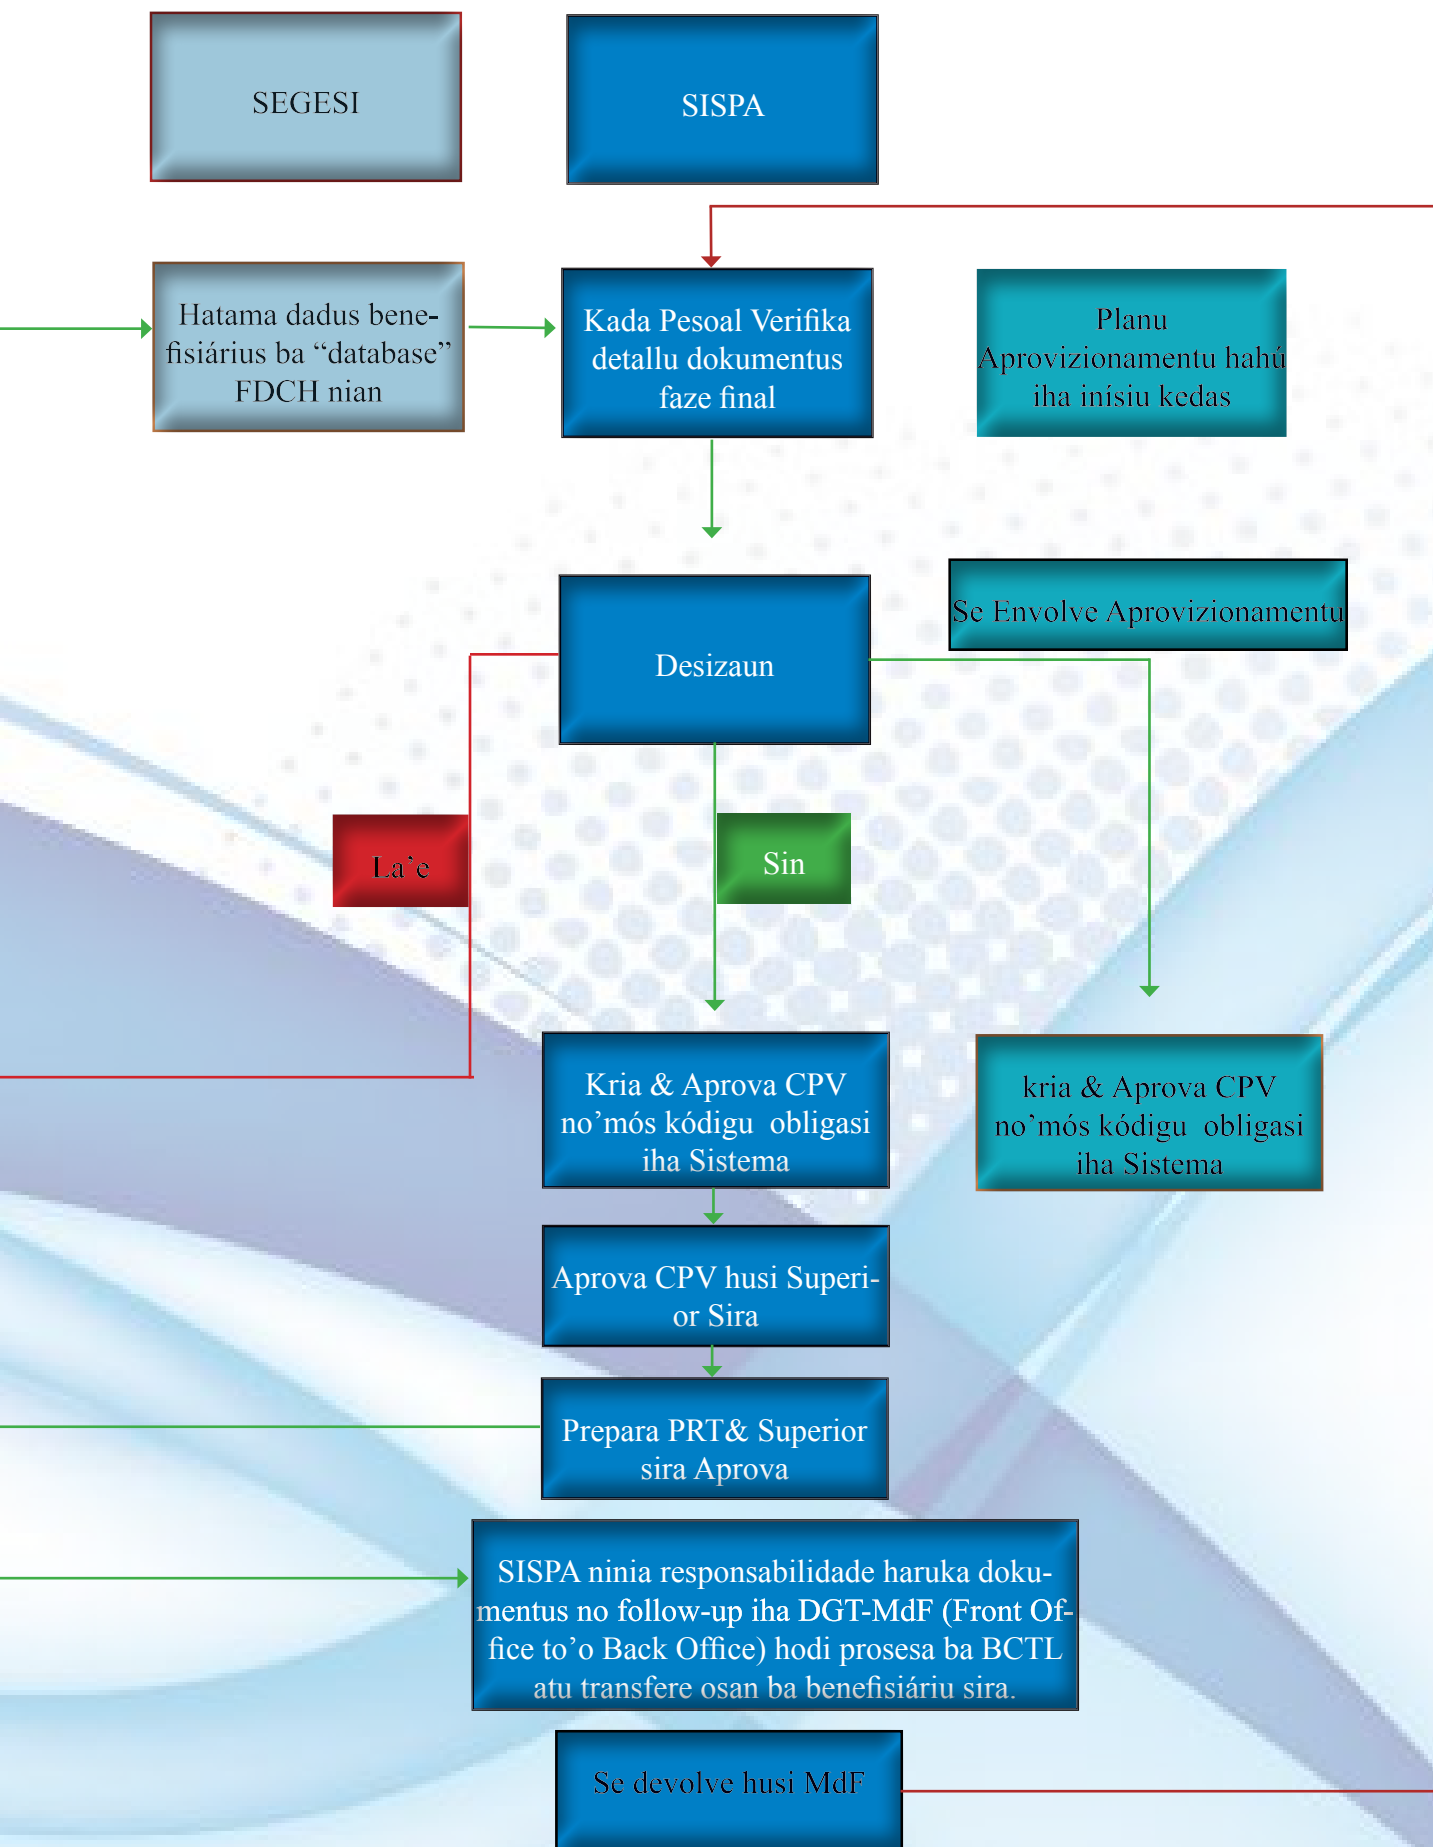 SEGESI
SISPA
Hatama dadus bene-
fisiárius ba “database”
FDCH nian
Kada Pesoal Verifika
detallu dokumentus
faze final
Planu
Aprovizionamentu hahú
iha inísiu kedas
Se Envolve Aprovizionamentu
Desizaun
La’e
Sin
Kria & Aprova CPV
no’mós kódigu obligasi
iha Sistema
kria & Aprova CPV
no’mós kódigu obligasi
iha Sistema
Aprova CPV husi Superi-
or Sira
Prepara PRT& Superior
sira Aprova
SISPA ninia responsabilidade haruka doku-
mentus no follow-up iha DGT-MdF (Front Of-
fice to’o Back Office) hodi prosesa ba BCTL
atu transfere osan ba benefisiáriu sira.
Se devolve husi MdF